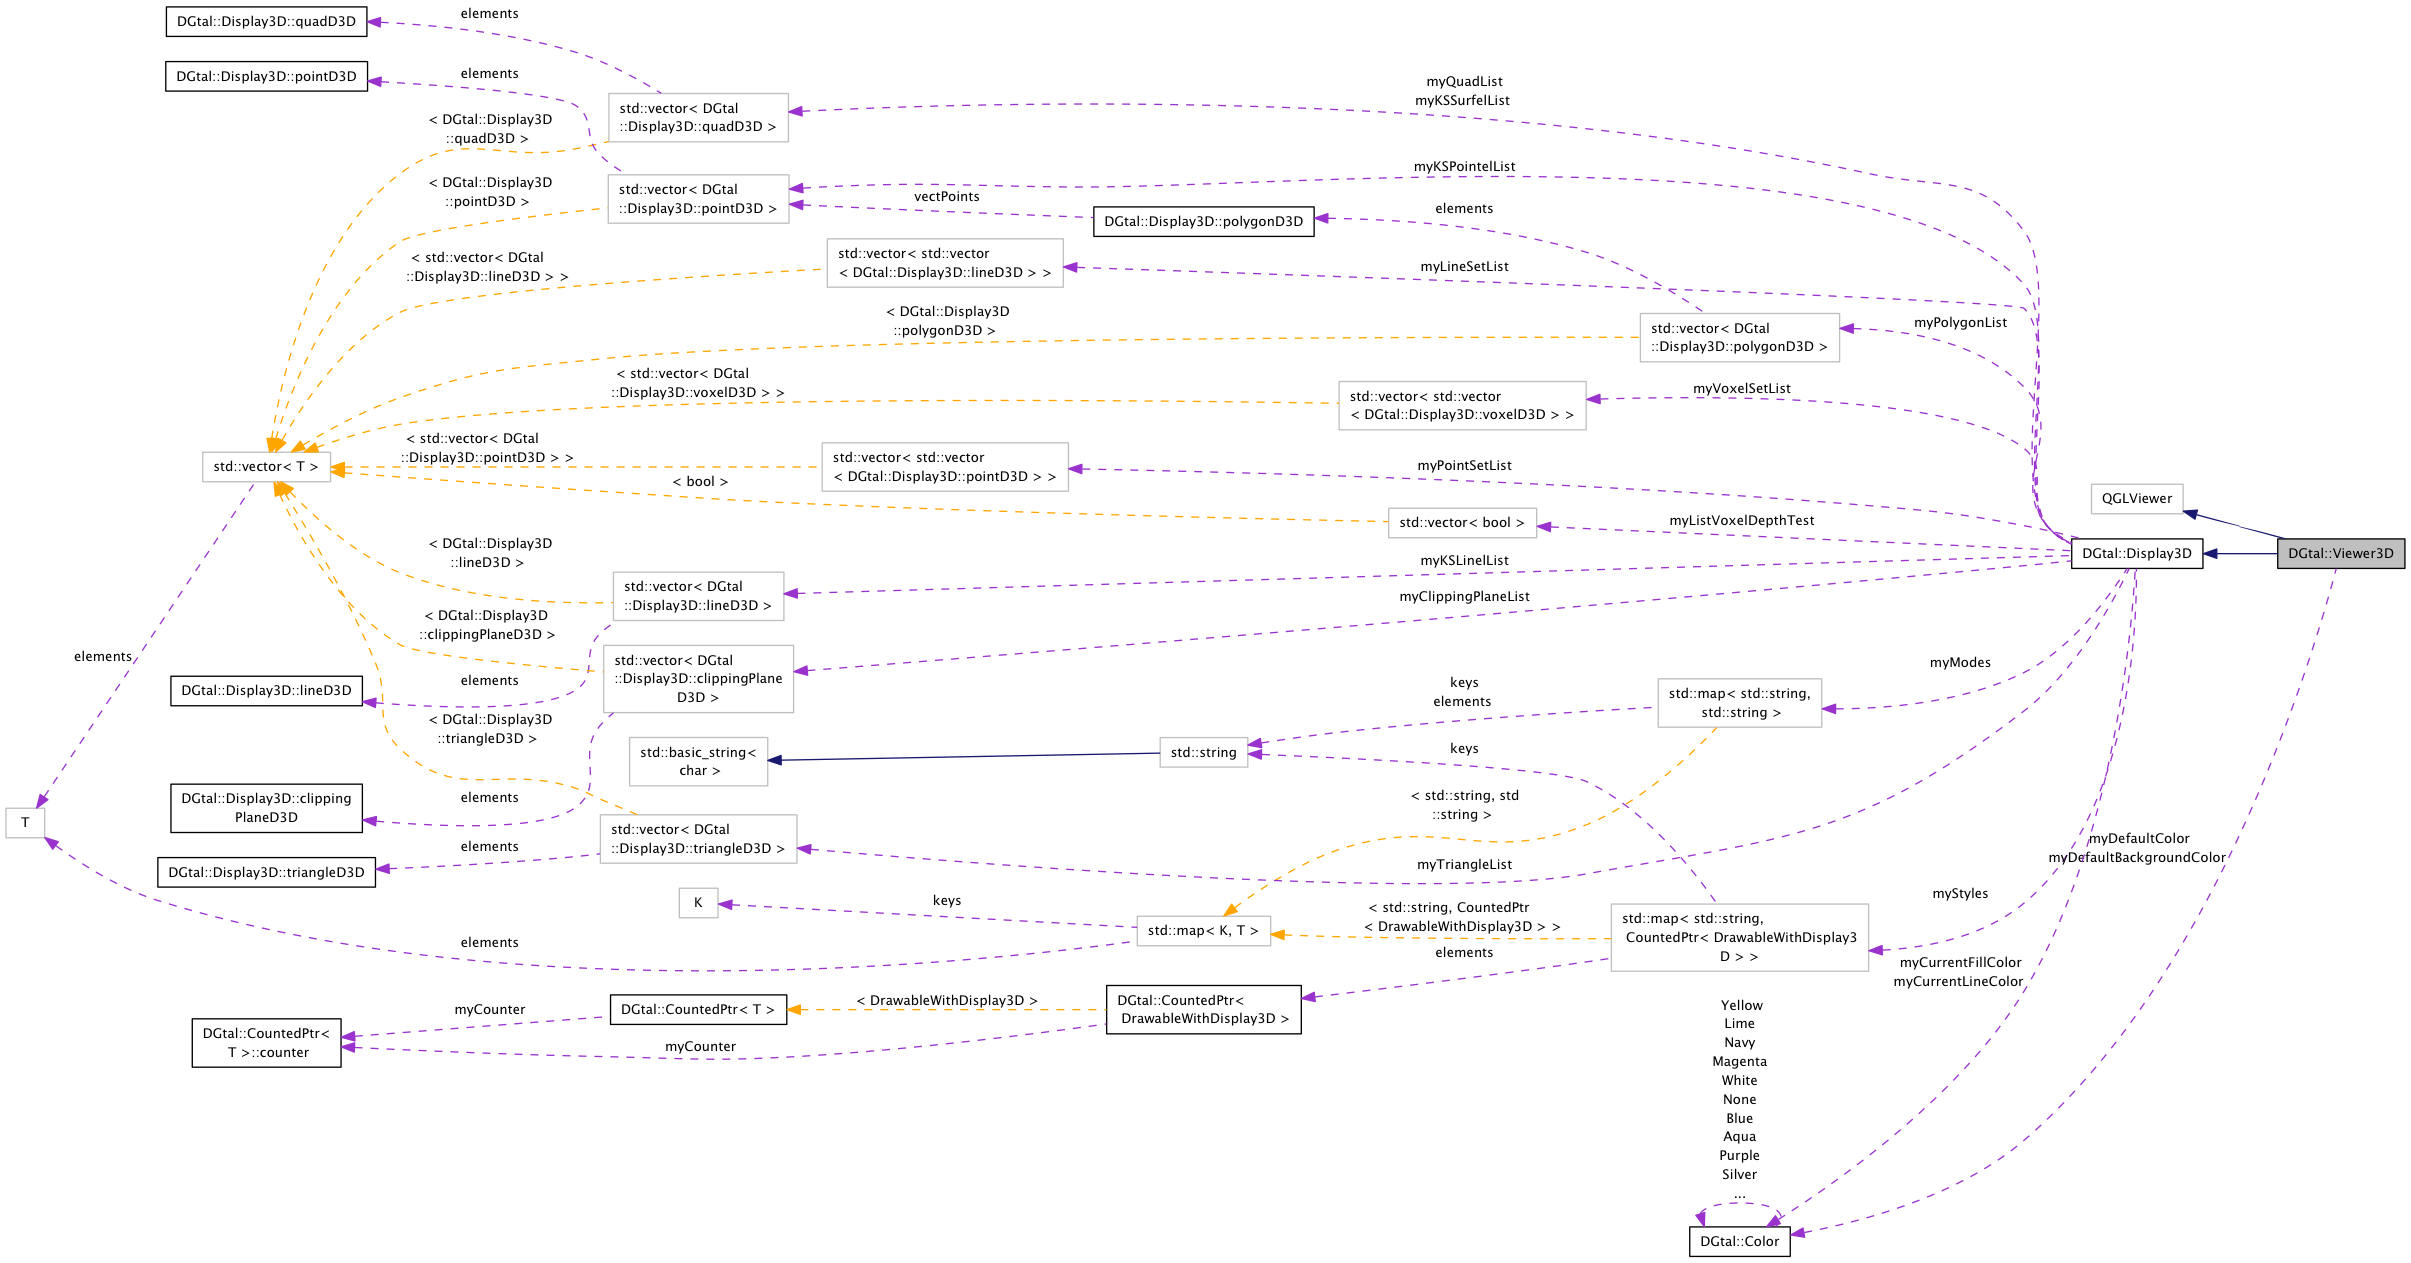 DGtal::Display3D::quadD3D
elements
DGtal::Display3D::pointD3D
elements
std::vector< DGtal
::Display3D::quadD3D >
myQuadList
myKSSurfelList
< DGtal::Display3D
::quadD3D >
< DGtal::Display3D
::pointD3D >
std::vector< DGtal
::Display3D::pointD3D >
myKSPointelList
vectPoints
DGtal::Display3D::polygonD3D
elements
< std::vector< DGtal
::Display3D::lineD3D > >
std::vector< std::vector
< DGtal::Display3D::lineD3D > >
myLineSetList
< DGtal::Display3D
::polygonD3D >
std::vector< DGtal
::Display3D::polygonD3D >
myPolygonList
< std::vector< DGtal
::Display3D::voxelD3D > >
std::vector< std::vector
< DGtal::Display3D::voxelD3D > >
myVoxelSetList
std::vector< T >
< std::vector< DGtal
::Display3D::pointD3D > >
std::vector< std::vector
< DGtal::Display3D::pointD3D > >
myPointSetList
< bool >
std::vector< bool >
myListVoxelDepthTest
QGLViewer
DGtal::Display3D
DGtal::Viewer3D
< DGtal::Display3D
::lineD3D >
std::vector< DGtal
::Display3D::lineD3D >
myKSLinelList
myClippingPlaneList
< DGtal::Display3D
::clippingPlaneD3D >
elements
std::vector< DGtal
::Display3D::clippingPlane
D3D >
DGtal::Display3D::lineD3D
elements
keys
elements
std::map< std::string,
std::string >
myModes
< DGtal::Display3D
::triangleD3D >
std::basic_string<
char >
std::string
keys
DGtal::Display3D::clipping
PlaneD3D
elements
< std::string, std
::string >
T
std::vector< DGtal
::Display3D::triangleD3D >
elements
DGtal::Display3D::triangleD3D
myTriangleList
myDefaultColor
myDefaultBackgroundColor
K
keys
std::map< K, T >
elements
< std::string, CountedPtr
< DrawableWithDisplay3D > >
std::map< std::string,
CountedPtr< DrawableWithDisplay3
D > >
myStyles
elements
myCurrentFillColor
myCurrentLineColor
DGtal::CountedPtr<
T >::counter
myCounter
DGtal::CountedPtr< T >
< DrawableWithDisplay3D >
myCounter
DGtal::CountedPtr<
DrawableWithDisplay3D >
Yellow
Lime
Navy
Magenta
White
None
Blue
Aqua
Purple
Silver
...
DGtal::Color